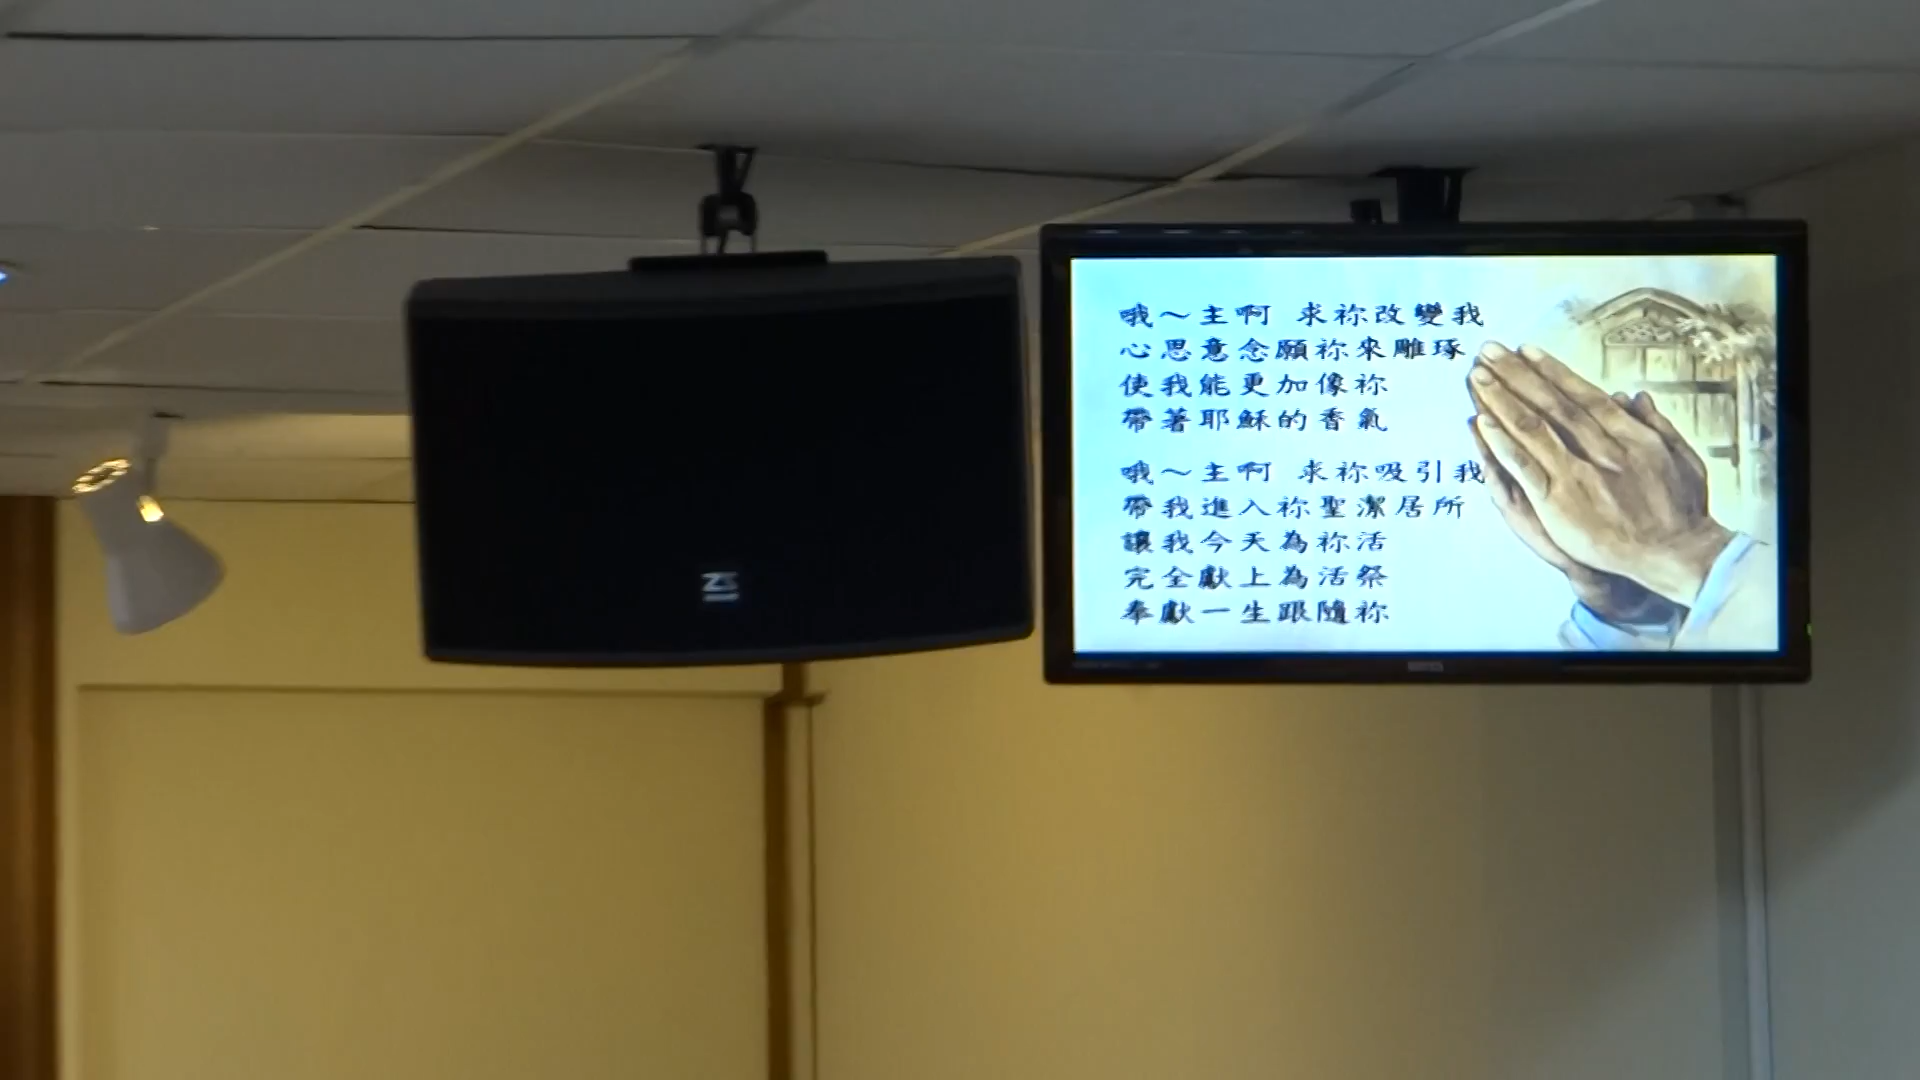 哦～主啊 求祢改變我
心思意念願祢來雕琢
使我能更加像祢
帶著耶穌的香氣
哦～主啊 求祢吸引我
帶我進入祢聖潔居所
讓我今天為祢活
完全獻上為活祭
奉獻一生跟隨祢